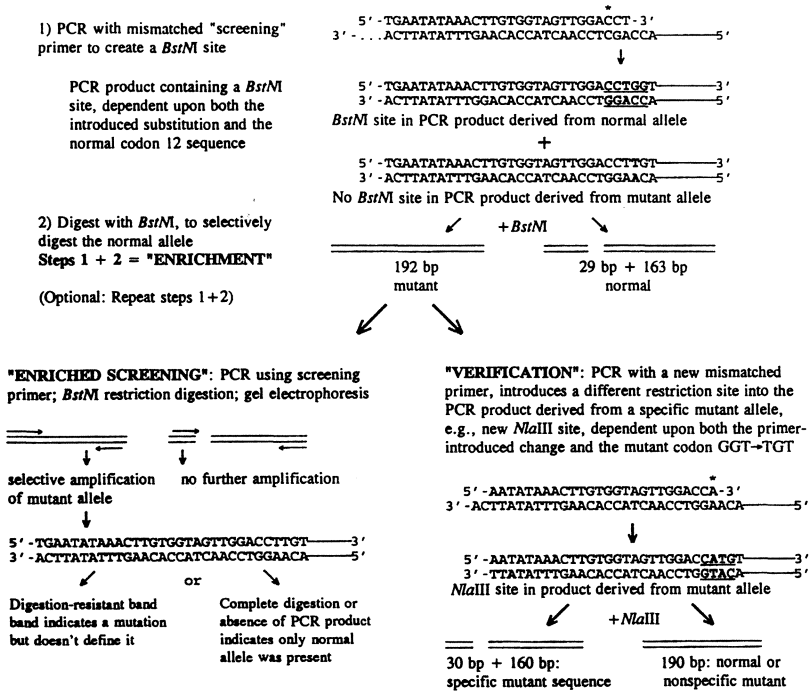 1) PCR with mismatched "screening"
primer to create a BstNI site
PCR product containing a BstNI
site, dependent upon both the
introduced substitution and the
normal codon 12 sequence
*
5'-TGAATATAAACTTGTGGTAGTTGGACCT-3'
3'-...ACTTATATTTGAACACCATCAACCTCGACCA 5'
5'-TGAATATAAACTTGTGGTAGTTGGACCTGGT 3'
3'-ACTTATATTTGGACACCATCAACCTGGACCA 5'
BstNI site in PCR product derived from normal allele
+
5'-TGAATATAAACTTGTGGTAGTTGGACCTTGT 3'
3'-ACTTATATTTGAACACCATCAACCTGGAACA 5'
No BstNI site in PCR product derived from mutant allele
2) Digest with BstNI, to selectively
digest the normal allele
Steps 1 + 2 = "ENRICHMENT"
(Optional: Repeat steps 1+2)
+BstNI
192 bp
mutant
29 bp + 163 bp
normal
"ENRICHED SCREENING": PCR using screening
primer; BstNI restriction digestion; gel electrophoresis
selective amplification
of mutant allele
no further amplification
5'-TGAATATAAACTTGTGGTAGTTGGACCTTGT 3'
3'-ACTTATATTTGAACACCATCAACCTGGAACA 5'
or
Digestion-resistant band
band indicates a mutation
but doesn't define it
Complete digestion or
absence of PCR product
indicates only normal
allele was present
"VERIFICATION": PCR with a new mismatched
primer, introduces a different restriction site into the
PCR product derived from a specific mutant allele,
e.g., new NlaIII site, dependent upon both the primer-
introduced change and the mutant codon GGT→TGT
*
5'-AATATAAACTTGTGGTAGTTGGACCA-3'
3'-ACTTATATTTGAACACCATCAACCTGGAACA 5'
5'-AATATAAACTTGTGGTAGTTGGACCATGT 3'
3'-TTATATTTGAACACCATCAACCTGGTACA 5'
NlaIII site in product derived from mutant allele
+NlaIII
30 bp + 160 bp:
specific mutant sequence
190 bp: normal or
nonspecific mutant